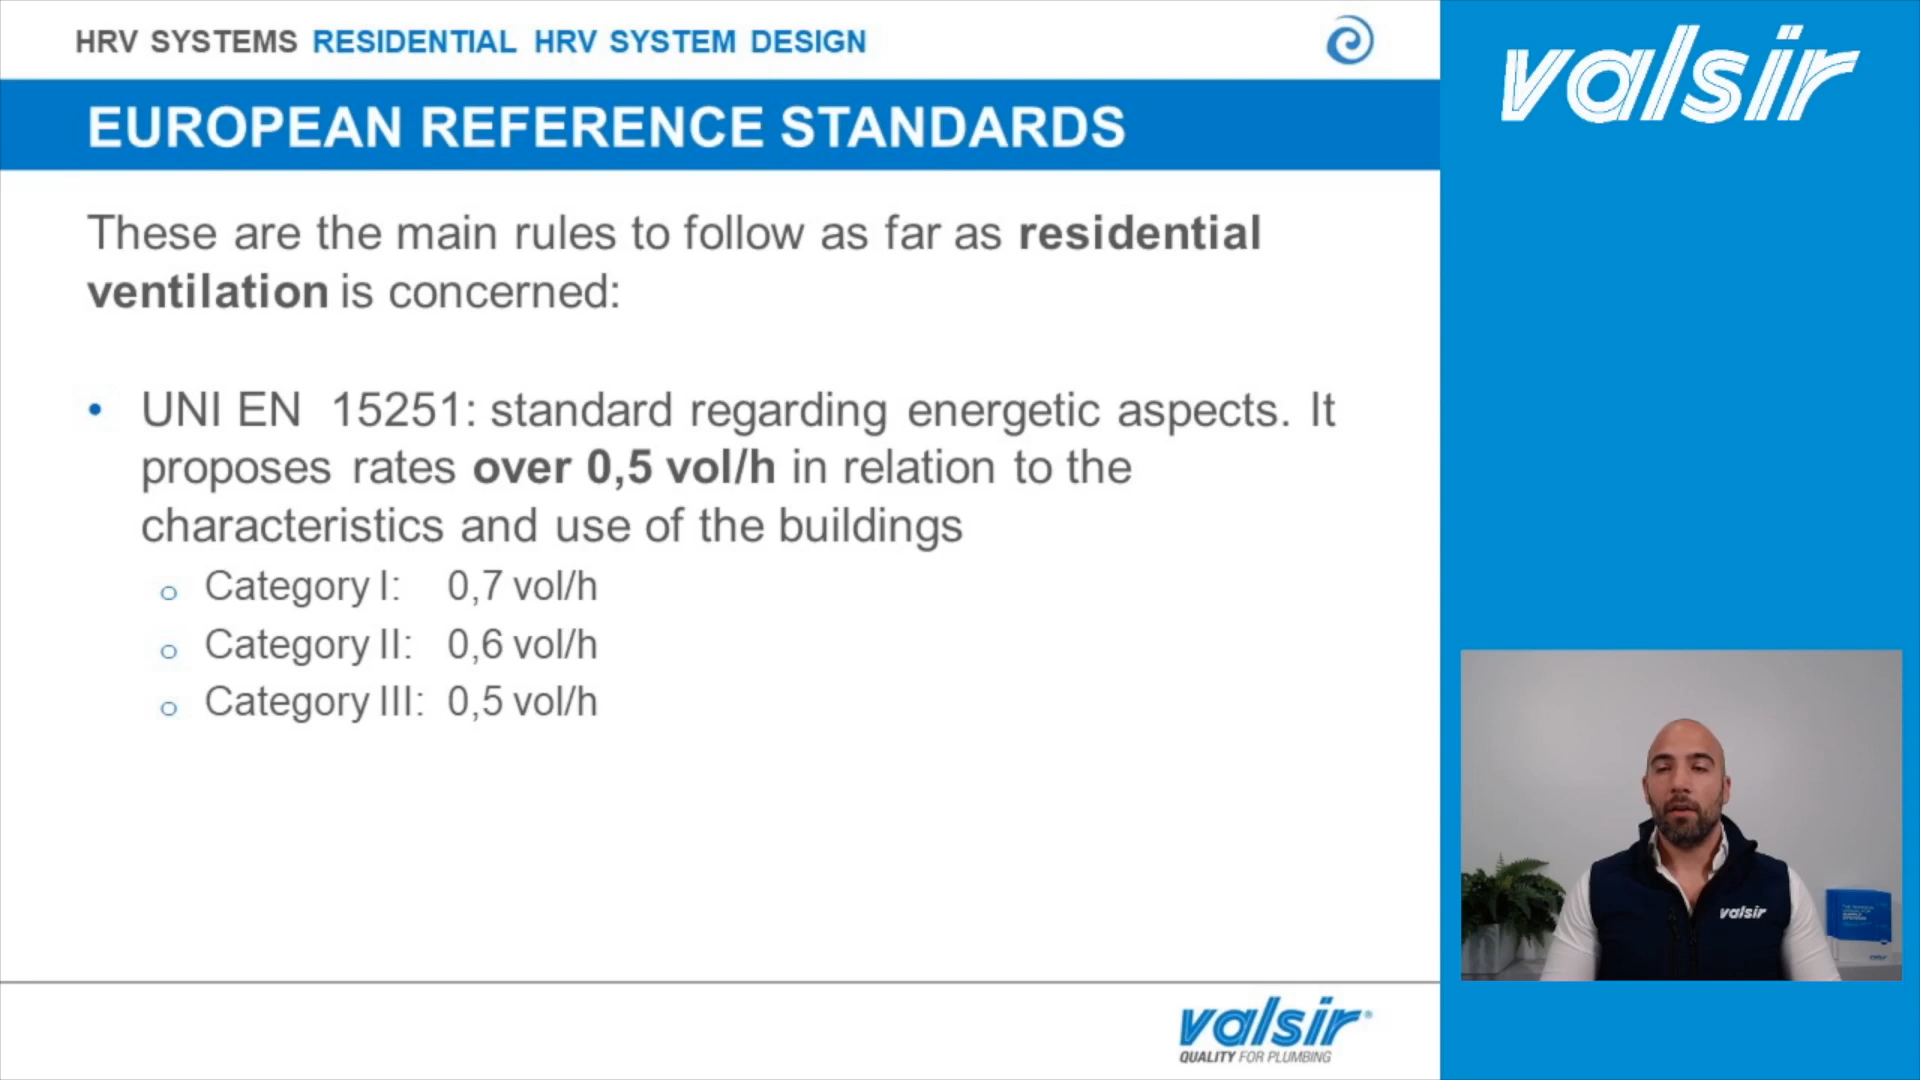 HRV SYSTEMS RESIDENTIAL HRV SYSTEM DESIGN
valsir
EUROPEAN REFERENCE STANDARDS
These are the main rules to follow as far as residential
ventilation is concerned:
• UNI EN 15251: standard regarding energetic aspects. It
proposes rates over 0,5 vol/h in relation to the
characteristics and use of the buildings
o Category I: 0,7 vol/h
o Category II: 0,6 vol/h
o Category III: 0,5 vol/h
valsir
valsir®
QUALITY FOR PLUMBING